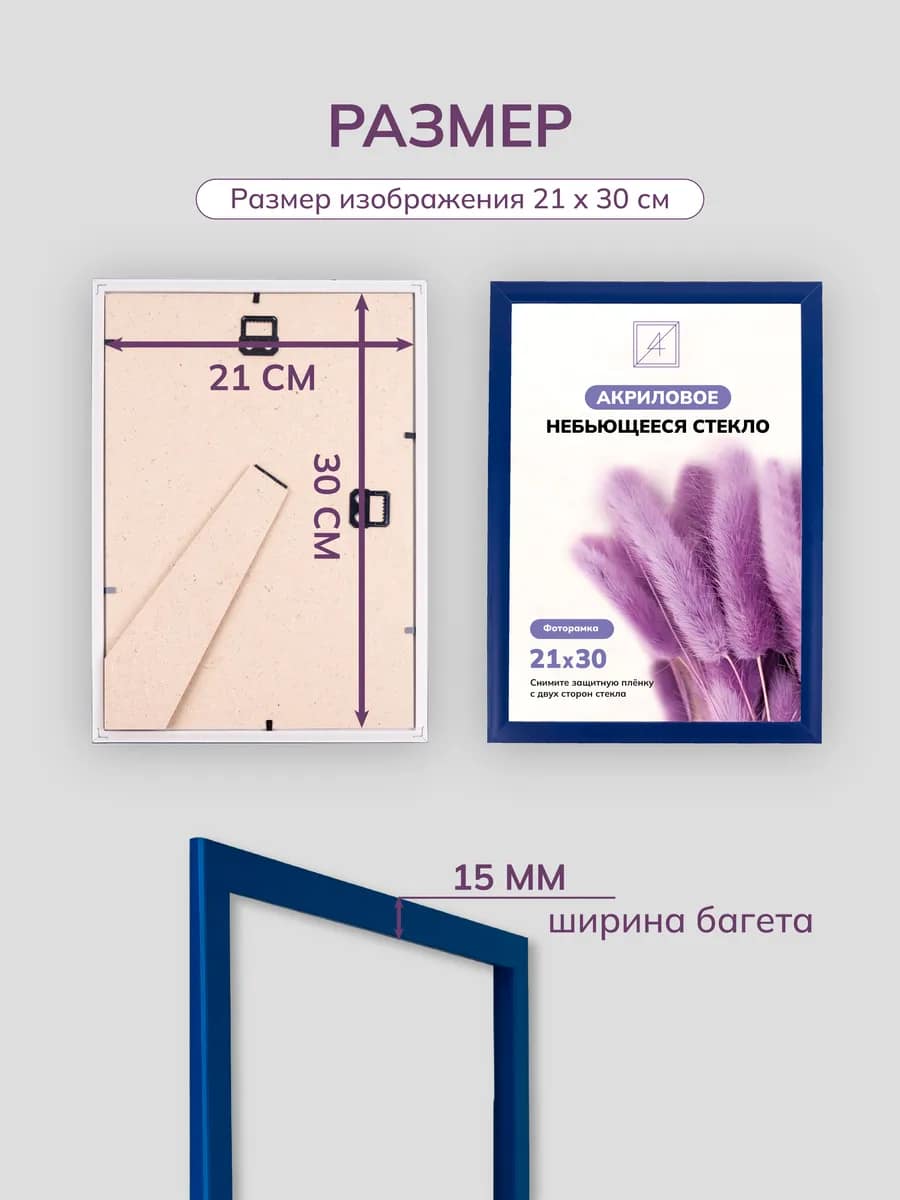 РАЗМЕР
Размер изображения 21 x 30 см
21 СМ
30 СМ
4
АКРИЛОВОЕ
НЕБЬЮЩЕЕСЯ СТЕКЛО
Фоторамка
21x30
Снимите защитную плёнку
с двух сторон стекла
15 ММ
ширина багета